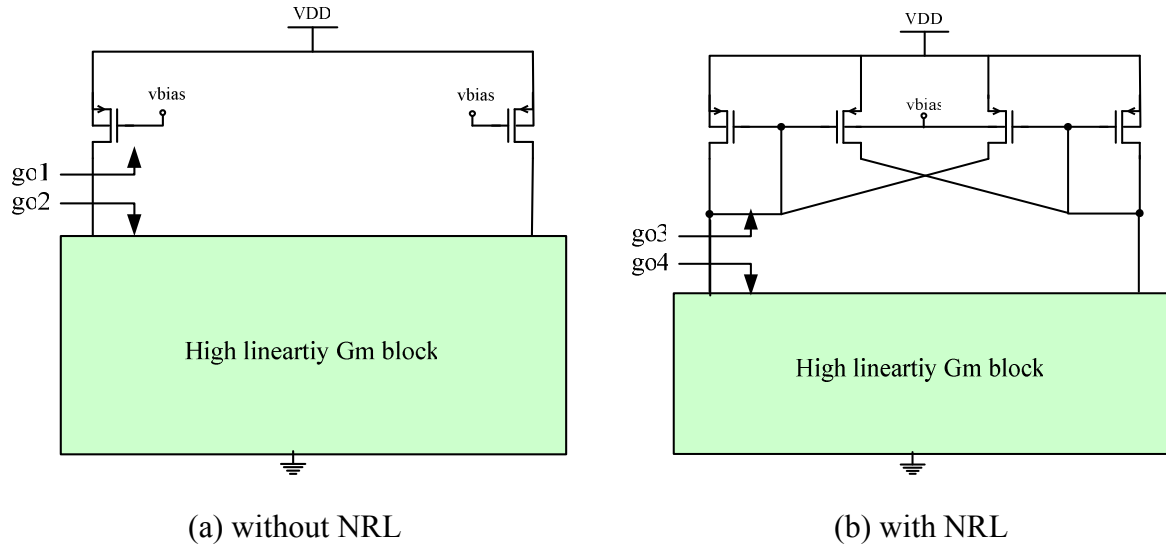 VDD
vbias
vbias
go1
go2
High lineartiy Gm block
(a) without NRL
VDD
vbias
go3
go4
High lineartiy Gm block
(b) with NRL